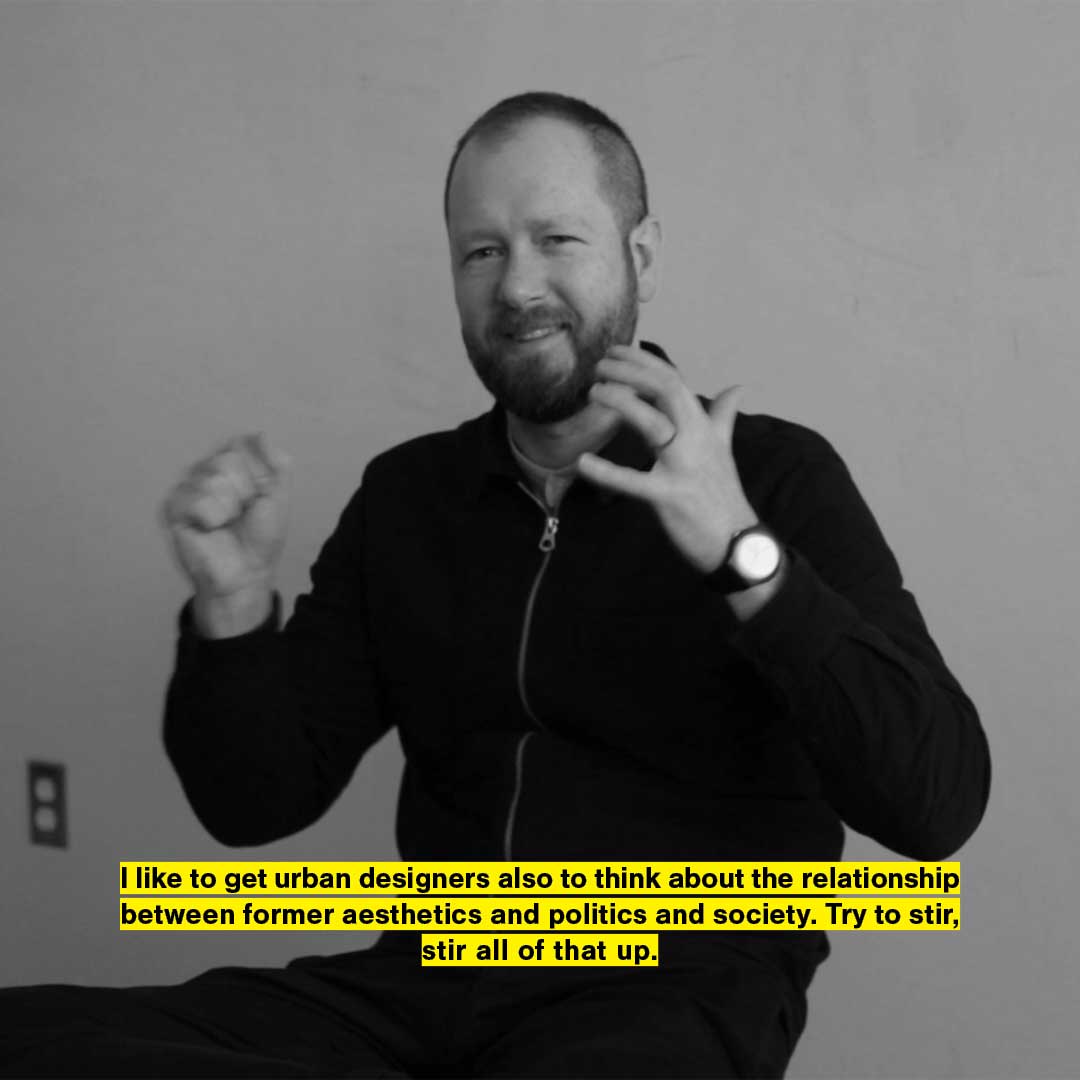 I like to get urban designers also to think about the relationship
between former aesthetics and politics and society. Try to stir,
stir all of that up.